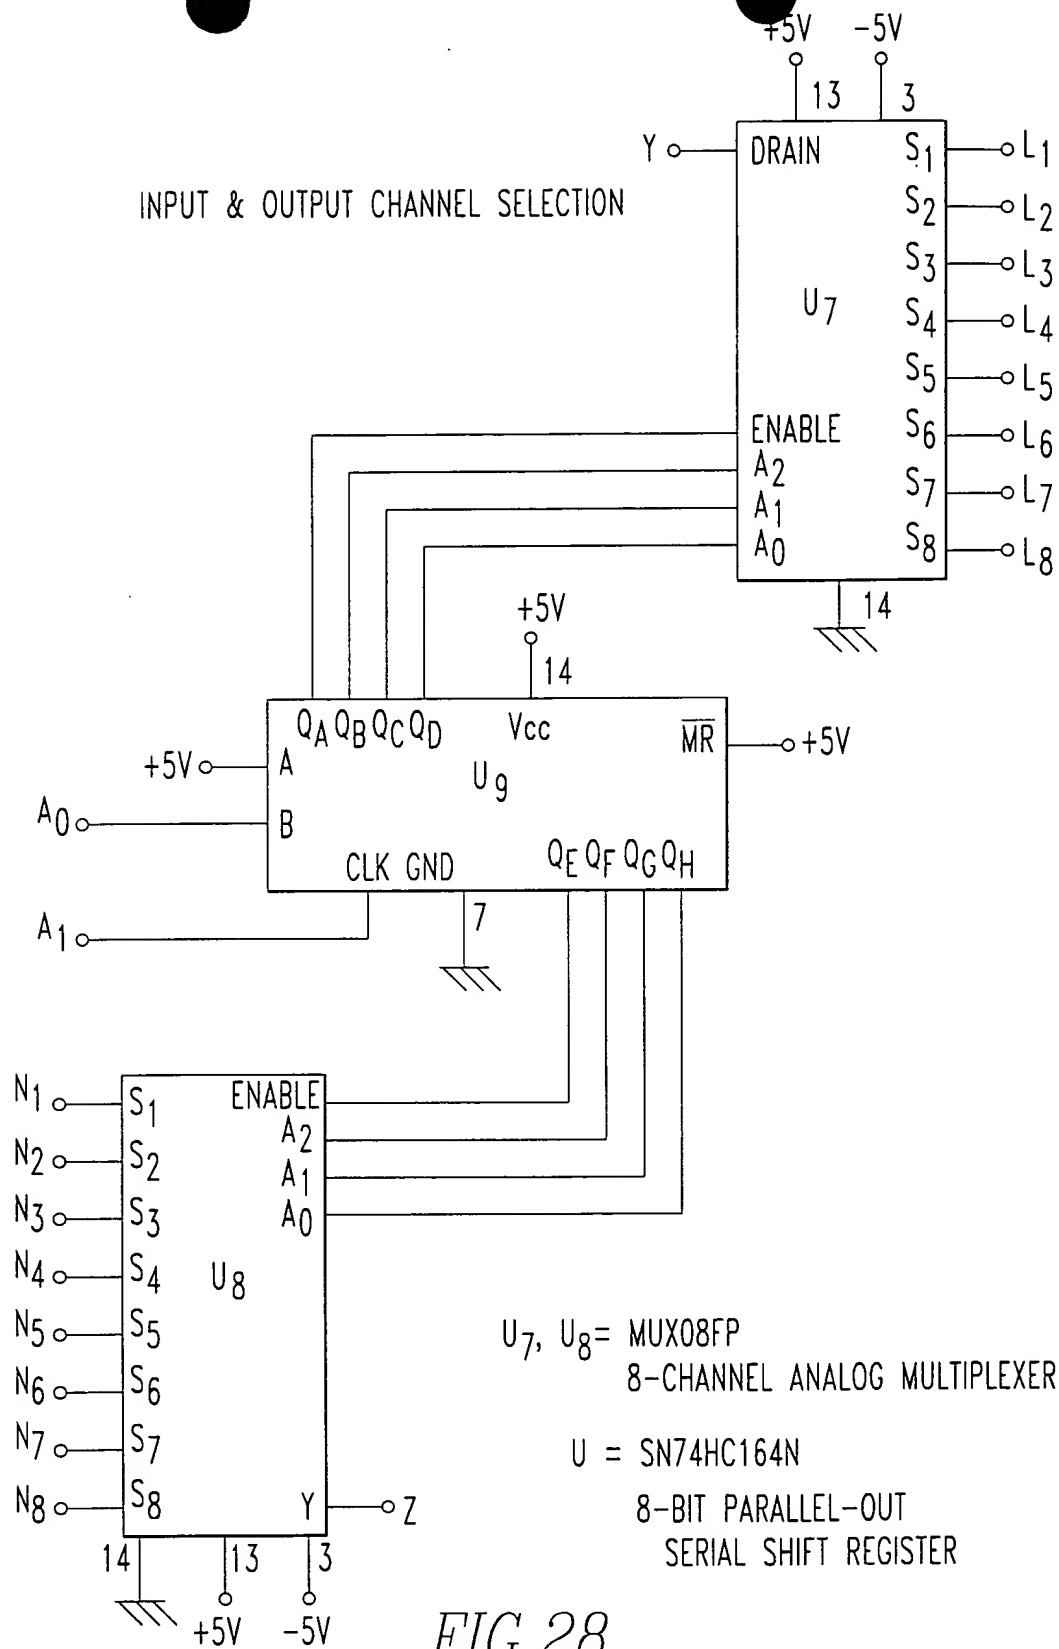 +5V -5V
13 3
Y DRAIN S1 L1
INPUT & OUTPUT CHANNEL SELECTION
S2 L2
S3 L3
U7
S4 L4
S5 L5
ENABLE S6 L6
A2
S7 L7
A1
A0 S8 L8
14
+5V
14
QA QB QC QD Vcc MR +5V
+5V A
U9
A0 B
CLK GND QE QF QG QH
7
A1
N1 S1 ENABLE
A2
N2 S2
A1
N3 S3 A0
N4 S4 U8
N5 S5
U7, U8= MUX08FP
8-CHANNEL ANALOG MULTIPLEXER
N6 S6
N7 S7
U = SN74HC164N
N8 S8 Y Z
8-BIT PARALLEL-OUT
SERIAL SHIFT REGISTER
14 13 3
+5V -5V
FIG 28